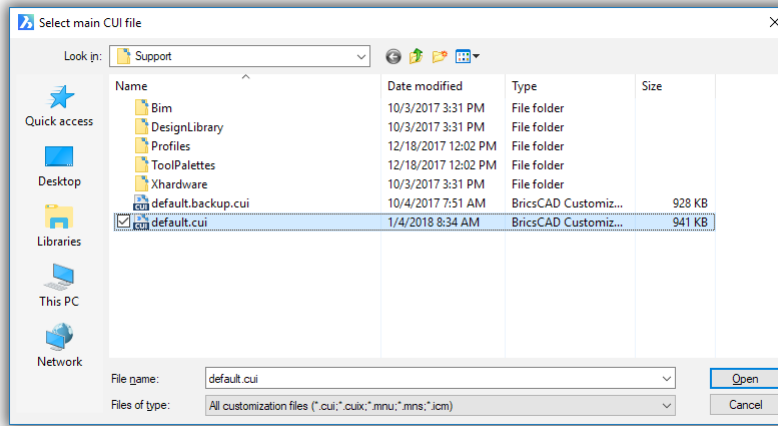 Select main CUI file
Look in: Support
Name Date modified Type Size
Bim 10/3/2017 3:31 PM File folder
DesignLibrary 10/3/2017 3:31 PM File folder
Profiles 12/18/2017 12:02 PM File folder
ToolPalettes 12/18/2017 12:02 PM File folder
Xhardware 10/3/2017 3:31 PM File folder
CUI default.backup.cui 10/4/2017 7:51 AM BricsCAD Customiz... 928 KB
CUI default.cui 1/4/2018 8:34 AM BricsCAD Customiz... 941 KB
Quick access
Desktop
Libraries
This PC
Network
File name: default.cui Open
Files of type: All customization files (*.cui;*.cuix;*.mnu;*.mns;*.icm) Cancel